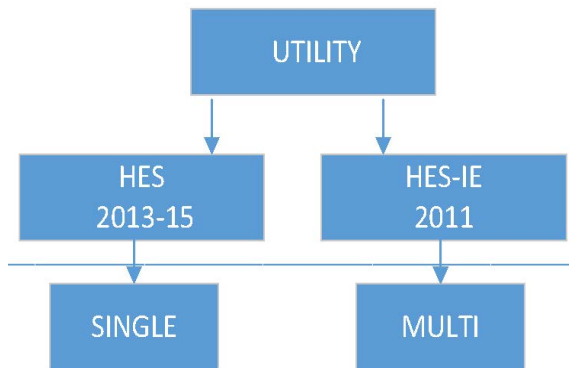 UTILITY
HES
2013-15
HES-IE
2011
SINGLE
MULTI